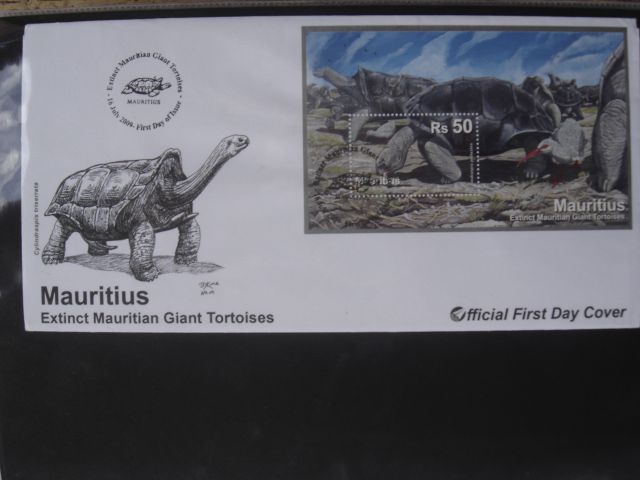 Extinct Mauritian Giant Tortoises
MAURITIUS
16 July 2009 - First Day of Issue
Cylindraspis triserrata
Mauritius
Extinct Mauritian Giant Tortoises
Rs 50
Mauritius
Extinct Mauritian Giant Tortoises
Official First Day Cover